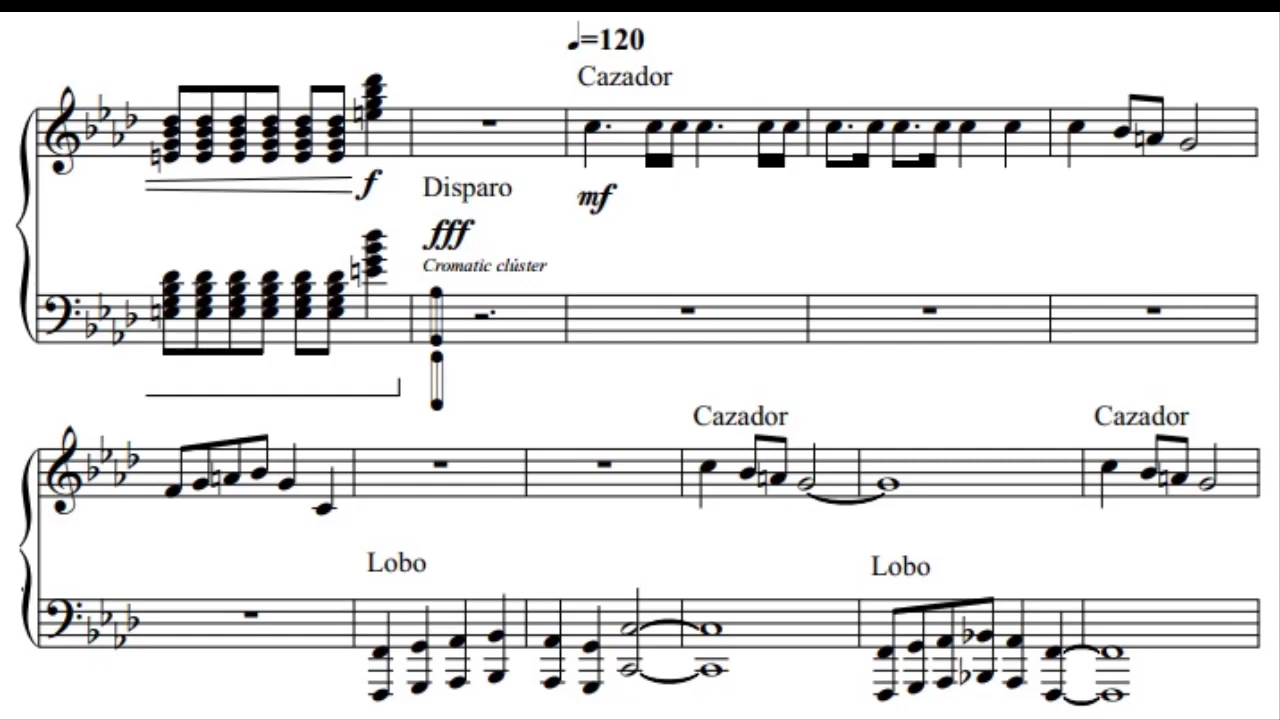 ♩=120
Cazador
f
Disparo
mf
fff
Cromatic clúster
Cazador
Cazador
Lobo
Lobo